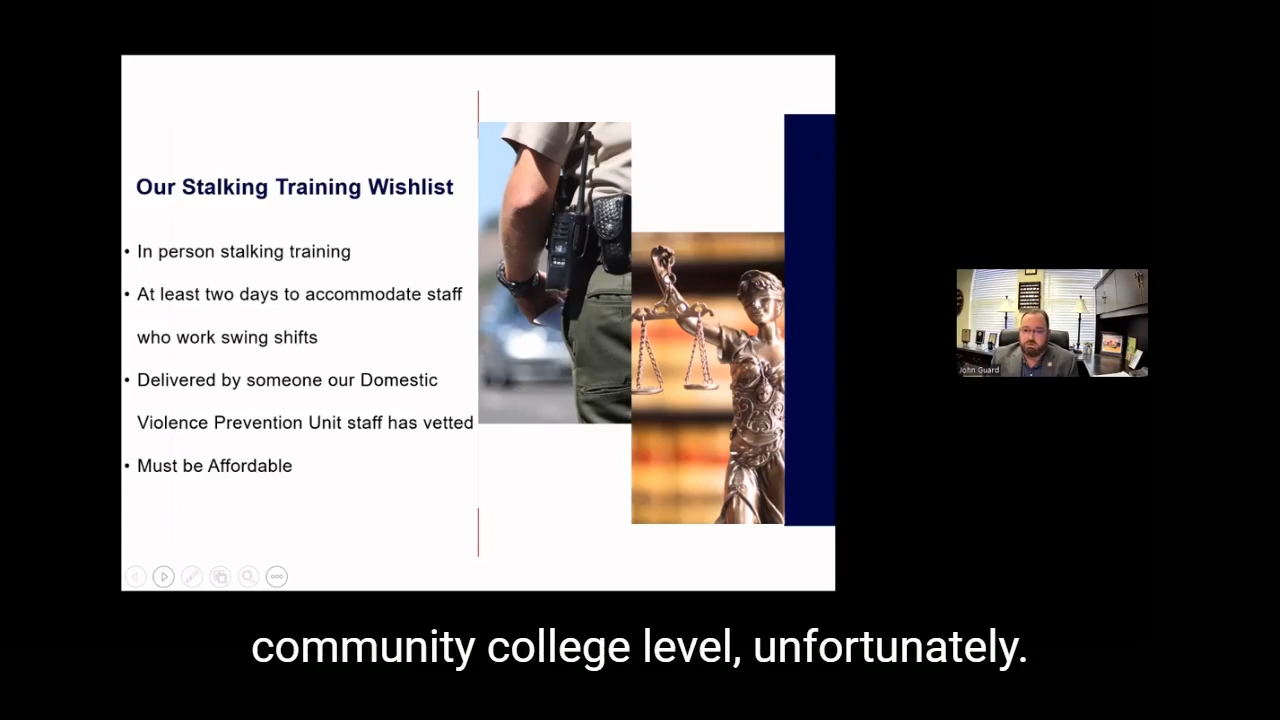 Our Stalking Training Wishlist
• In person stalking training
• At least two days to accommodate staff
who work swing shifts
• Delivered by someone our Domestic
Violence Prevention Unit staff has vetted
• Must be Affordable
John Guard
community college level, unfortunately.